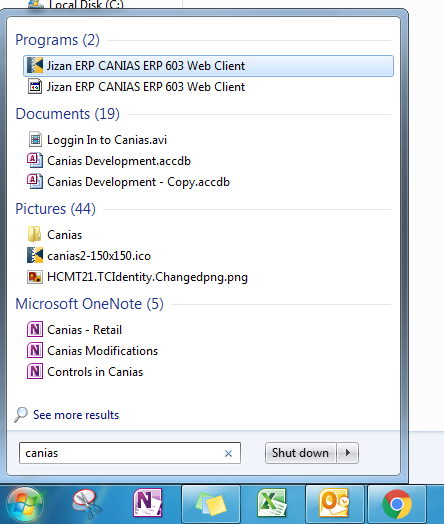 Local Disk (C:)
Programs (2)
Jizan ERP CANIAS ERP 603 Web Client
Jizan ERP CANIAS ERP 603 Web Client
Documents (19)
Loggin In to Canias.avi
Canias Development.accdb
Canias Development - Copy.accdb
Pictures (44)
Canias
canias2-150x150.ico
HCMT21.TCIdentity.Changedpng.png
Microsoft OneNote (5)
Canias - Retail
Canias Modifications
Controls in Canias
See more results
canias
Shut down